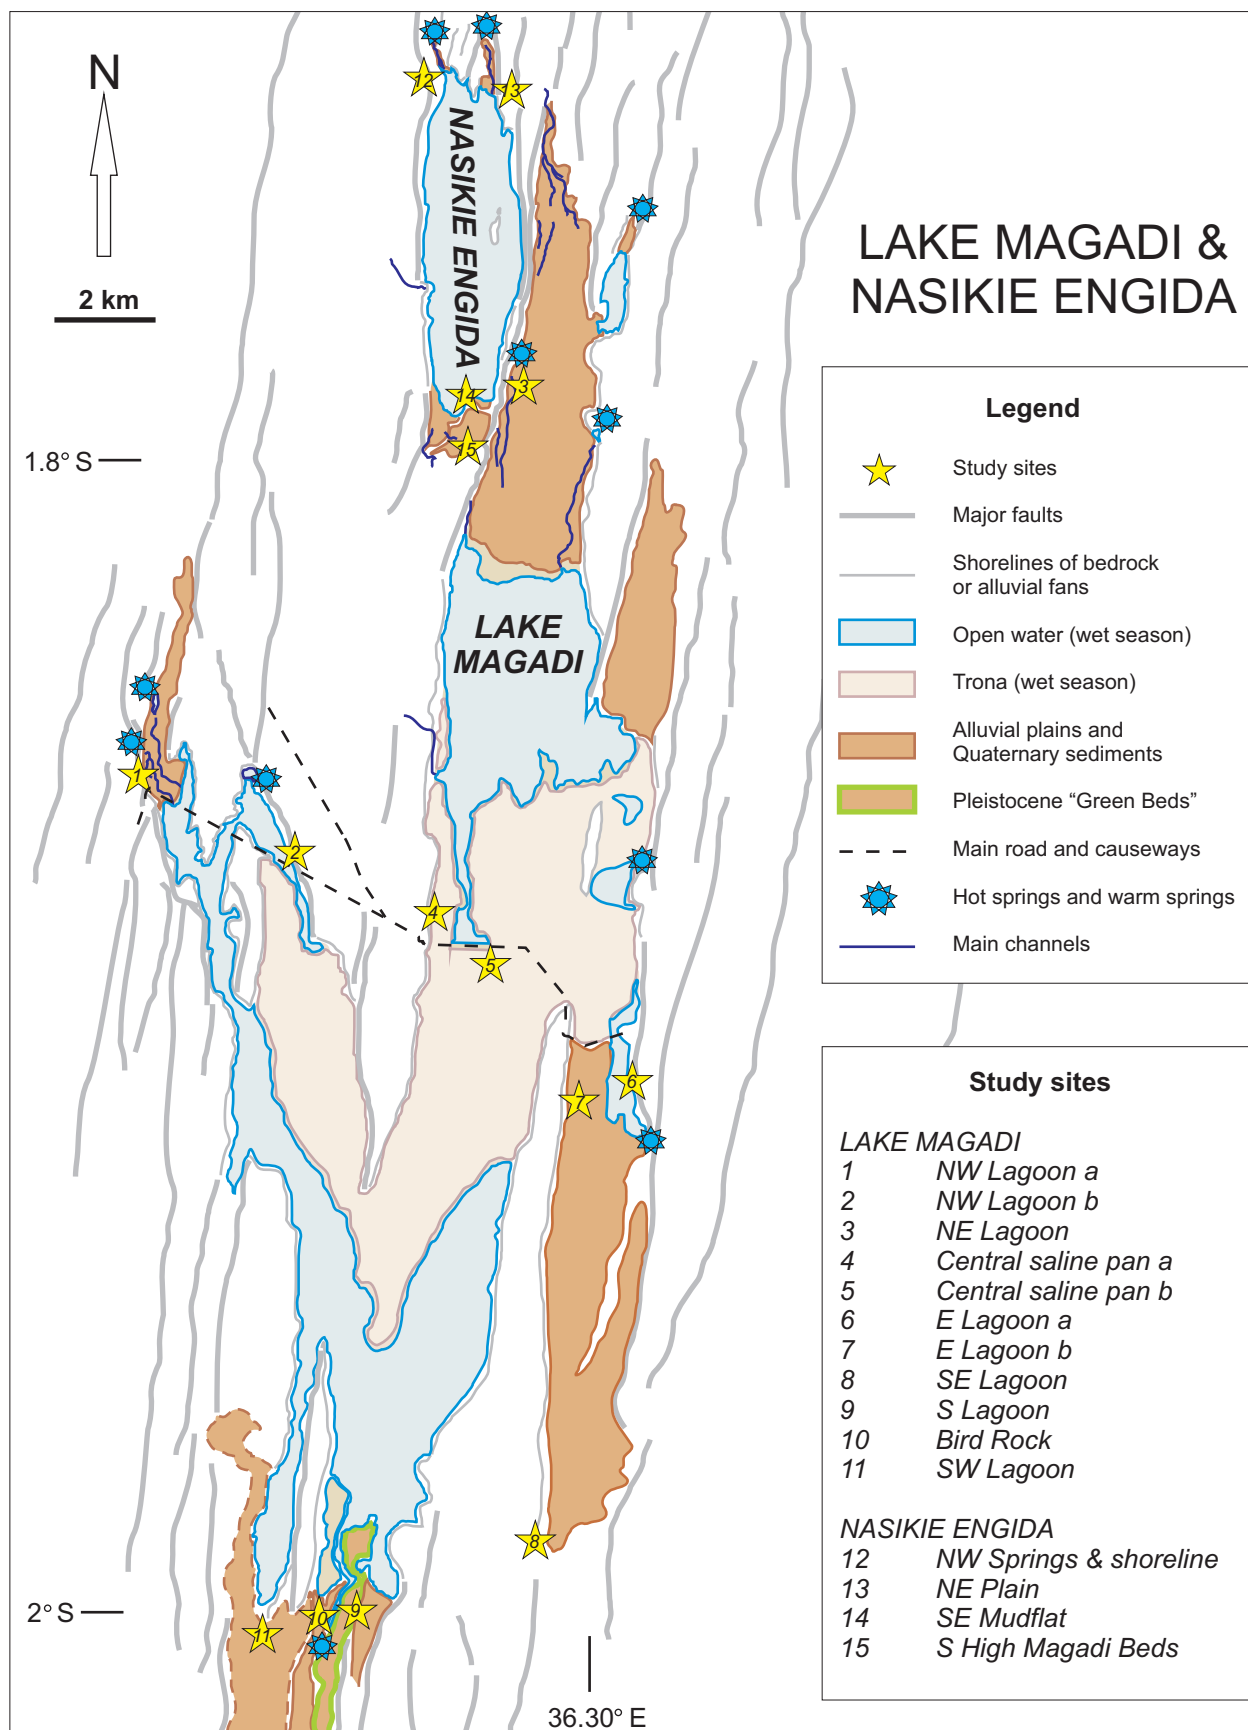 N
2 km
LAKE MAGADI &
NASIKIE ENGIDA
12
13
NASIKIE ENGIDA
3
14
15
1.8° S
LAKE
MAGADI
1
2
4
5
6
7
8
9
10
11
2° S
36.30° E
Legend
Study sites
Major faults
Shorelines of bedrock
or alluvial fans
Open water (wet season)
Trona (wet season)
Alluvial plains and
Quaternary sediments
Pleistocene “Green Beds”
Main road and causeways
Hot springs and warm springs
Main channels
Study sites
LAKE MAGADI
1 NW Lagoon a
2 NW Lagoon b
3 NE Lagoon
4 Central saline pan a
5 Central saline pan b
6 E Lagoon a
7 E Lagoon b
8 SE Lagoon
9 S Lagoon
10 Bird Rock
11 SW Lagoon
NASIKIE ENGIDA
12 NW Springs & shoreline
13 NE Plain
14 SE Mudflat
15 S High Magadi Beds